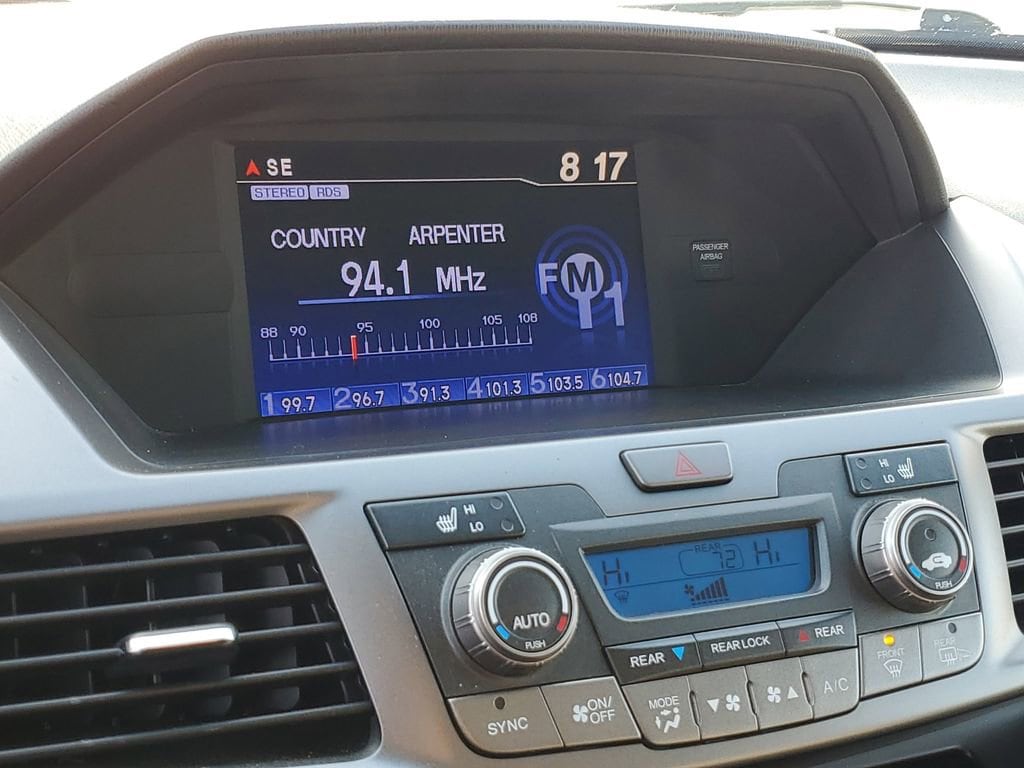 SE
8 17
STEREO RDS
COUNTRY ARPENTER
94.1 MHz
FM1
88 90 95 100 105 108
1 99.7 2 96.7 3 91.3 4 101.3 5 103.5 6 104.7
PASSENGER
AIRBAG
HI
LO
HI
LO
REAR
Hi 72 Hi
AUTO
PUSH
PUSH
REAR REAR LOCK REAR
SYNC
ON/
OFF
MODE
A/C
FRONT
REAR